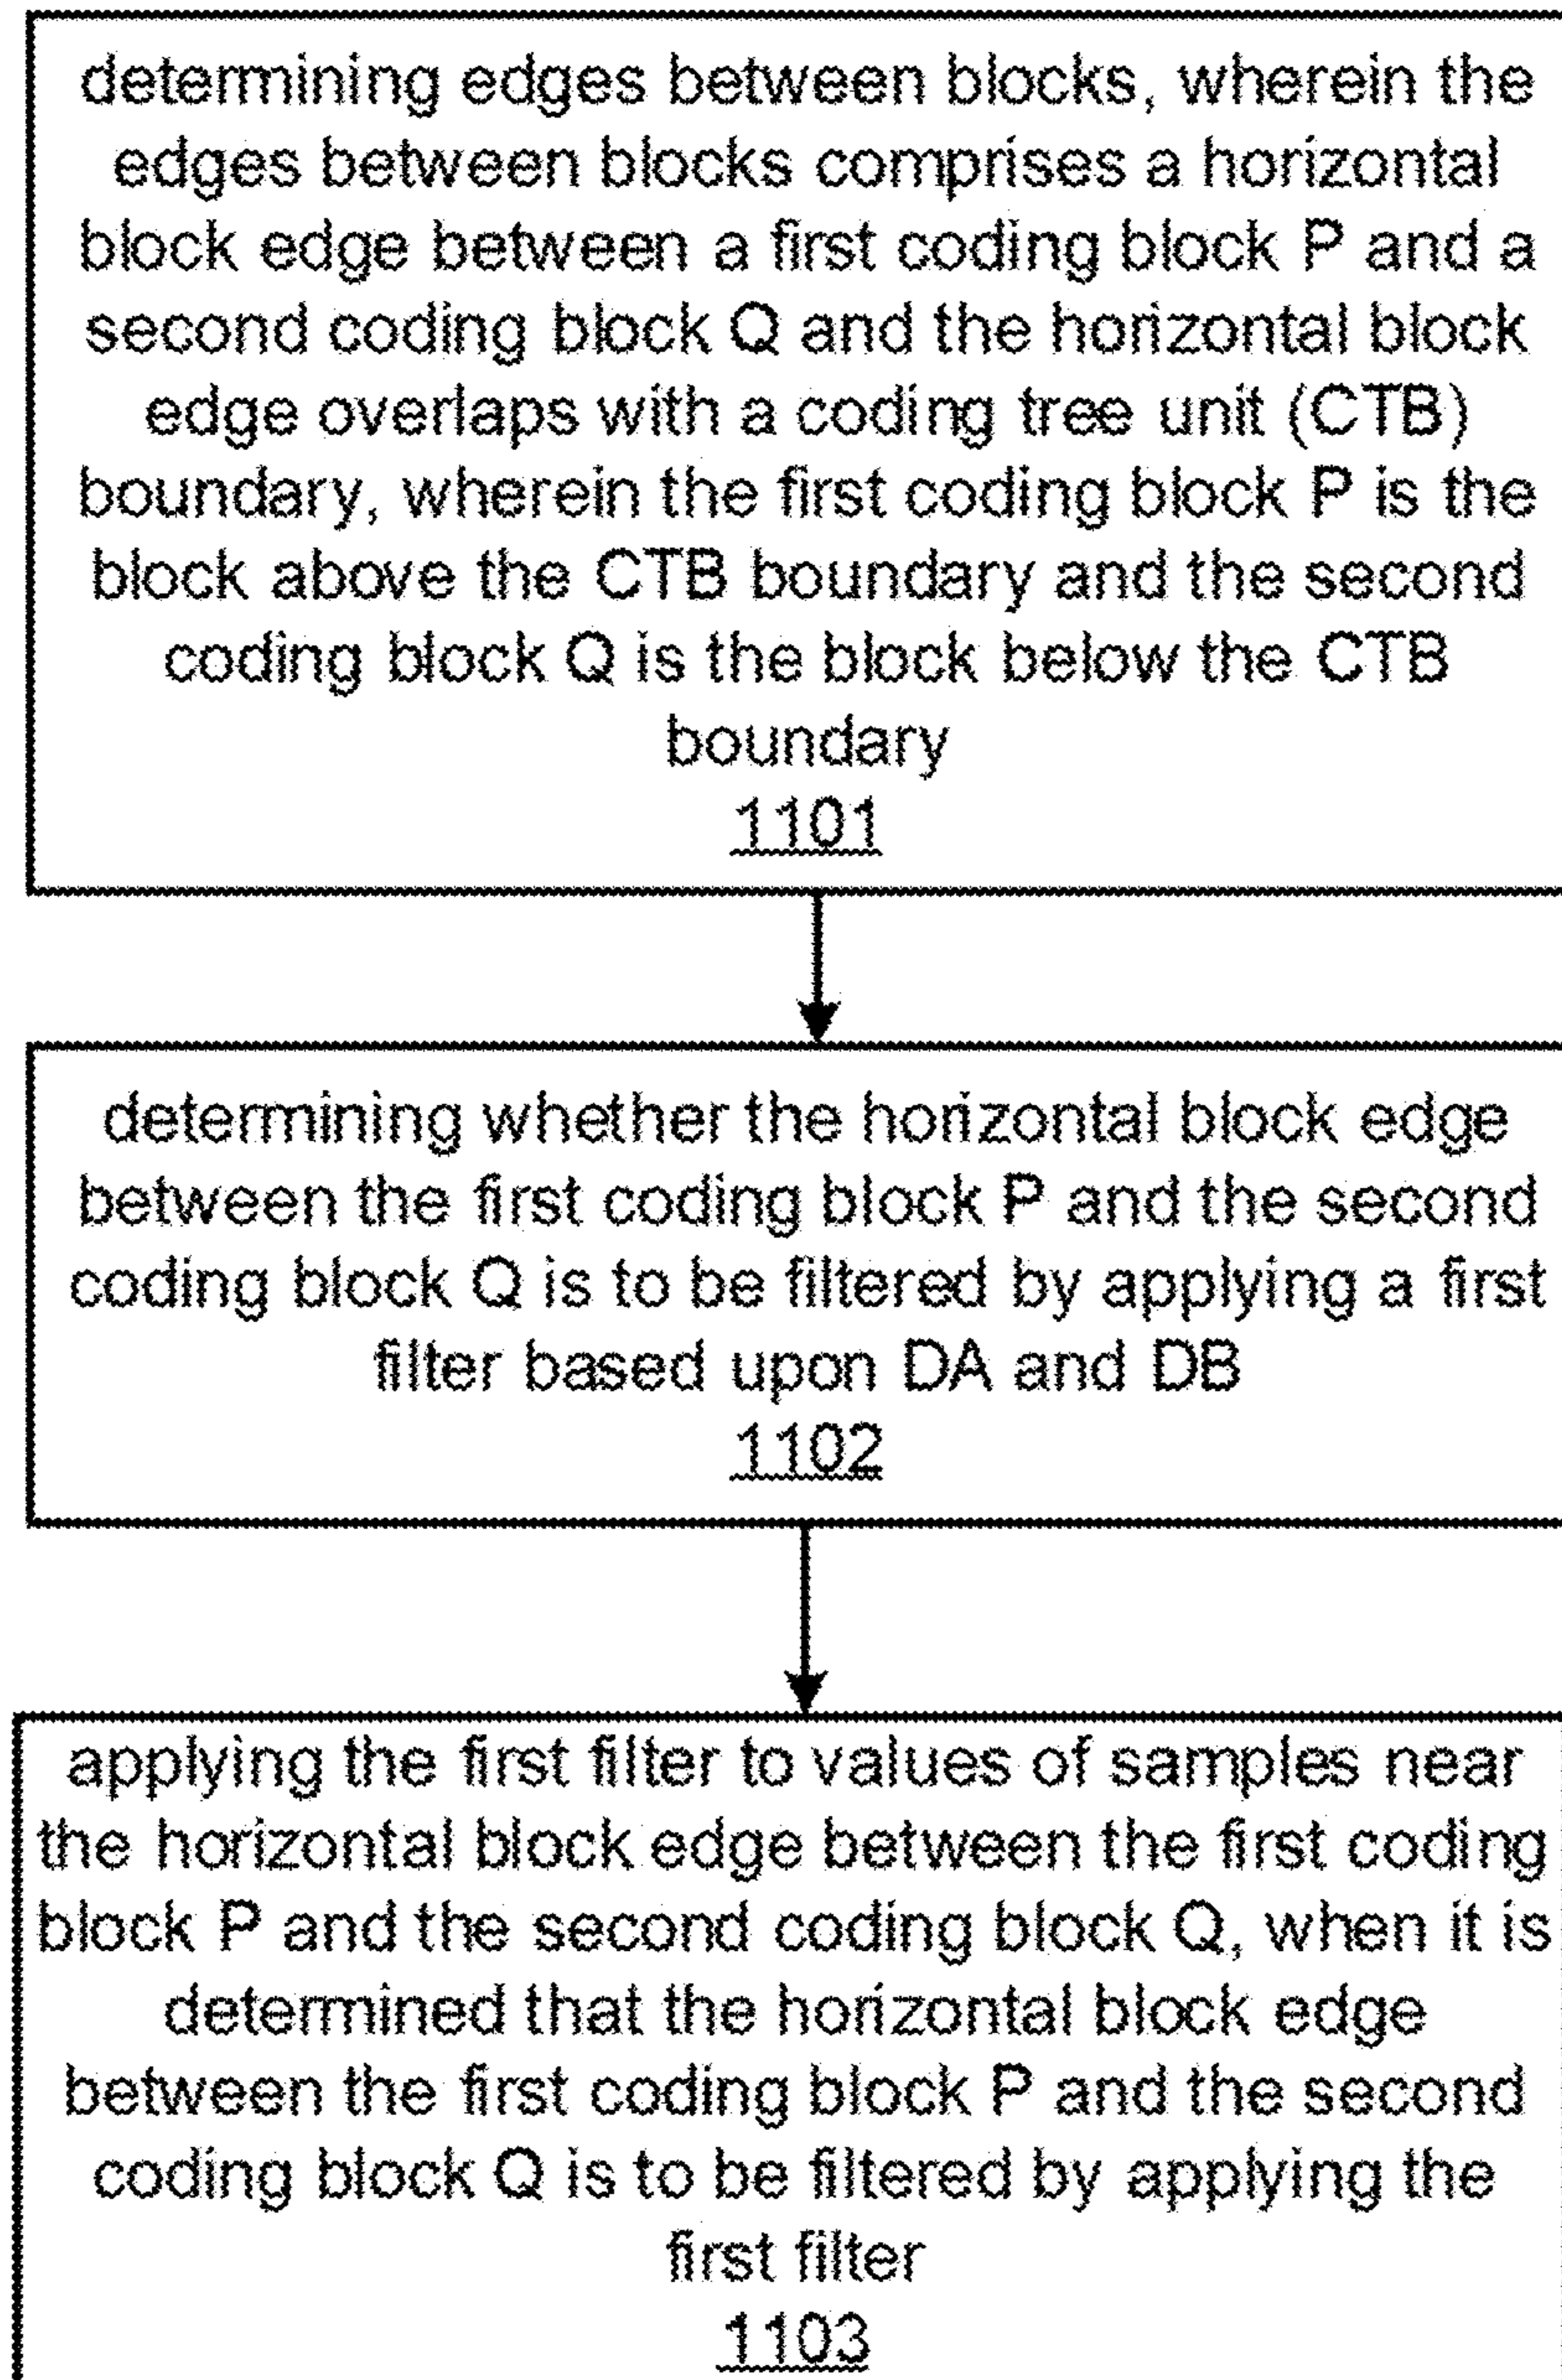 determining edges between blocks, wherein the
edges between blocks comprises a horizontal
block edge between a first coding block P and a
second coding block Q and the horizontal block
edge overlaps with a coding tree unit (CTB)
boundary, wherein the first coding block P is the
block above the CTB boundary and the second
coding block Q is the block below the CTB
boundary
1101
determining whether the horizontal block edge
between the first coding block P and the second
coding block Q is to be filtered by applying a first
filter based upon DA and DB
1102
applying the first filter to values of samples near
the horizontal block edge between the first coding
block P and the second coding block Q, when it is
determined that the horizontal block edge
between the first coding block P and the second
coding block Q is to be filtered by applying the
first filter
1103